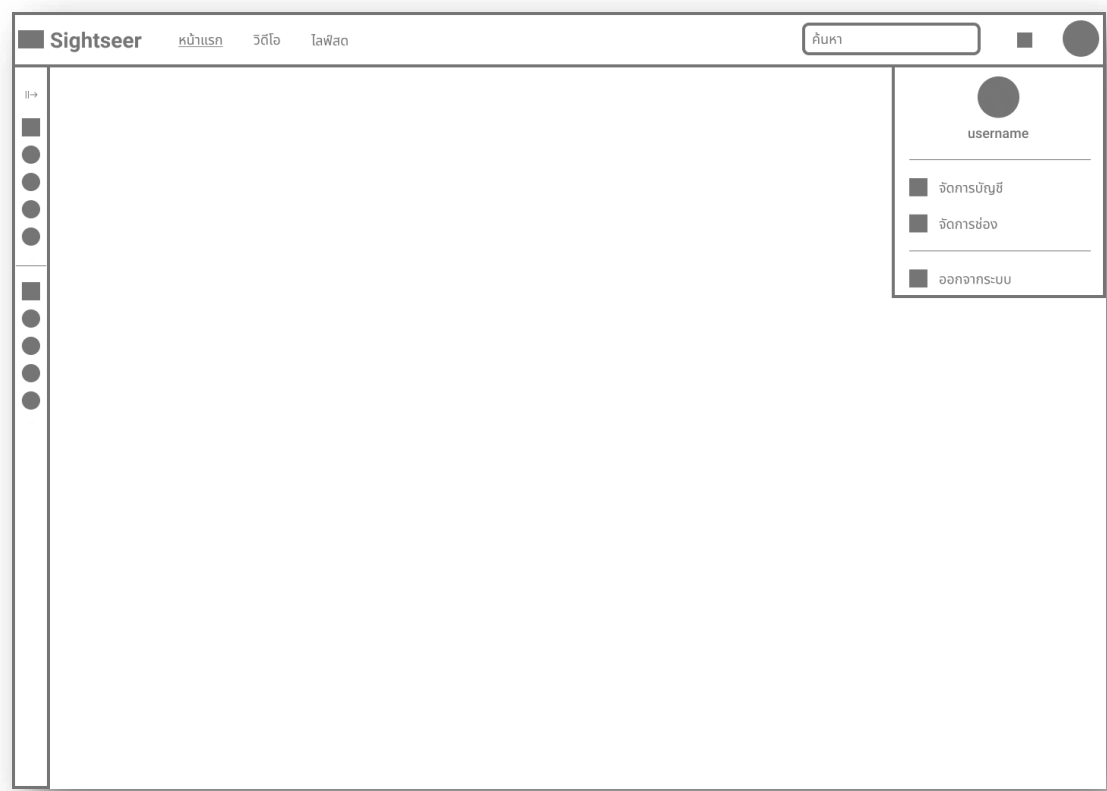 Sightseer
หน้าแรก
วิดีโอ
ไลฟ์สด
ค้นหา
username
จัดการบัญชี
จัดการช่อง
ออกจากระบบ